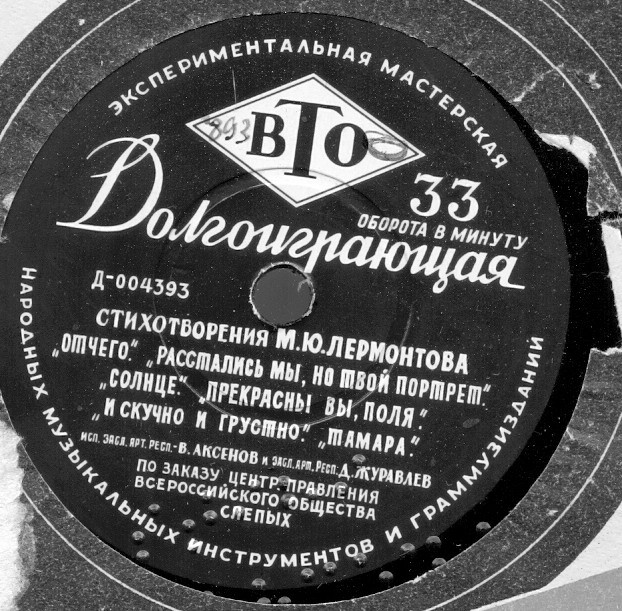 ЭКСПЕРИМЕНТАЛЬНАЯ МАСТЕРСКАЯ
893
ВТО
33
ОБОРОТА В МИНУТУ
Долгоиграющая
Д-004393
СТИХОТВОРЕНИЯ М.Ю.ЛЕРМОНТОВА
„ОТЧЕГО“. „РАССТАЛИСЬ МЫ, НО ТВОЙ ПОРТРЕТ“.
„СОЛНЦЕ“. „ПРЕКРАСНЫ ВЫ, ПОЛЯ“.
„И СКУЧНО И ГРУСТНО“. „ТАМАРА“.
ИСП. ЗАСЛ. АРТ. РЕСП.-В. АКСЕНОВ и ЗАСЛ. АРТ. РЕСП. Д. ЖУРАВЛЕВ
ПО ЗАКАЗУ ЦЕНТР. ПРАВЛЕНИЯ
ВСЕРОССИЙСКОГО ОБЩЕСТВА
СЛЕПЫХ
НАРОДНЫХ МУЗЫКАЛЬНЫХ ИНСТРУМЕНТОВ И ГРАММУЗИЗДАНИЙ